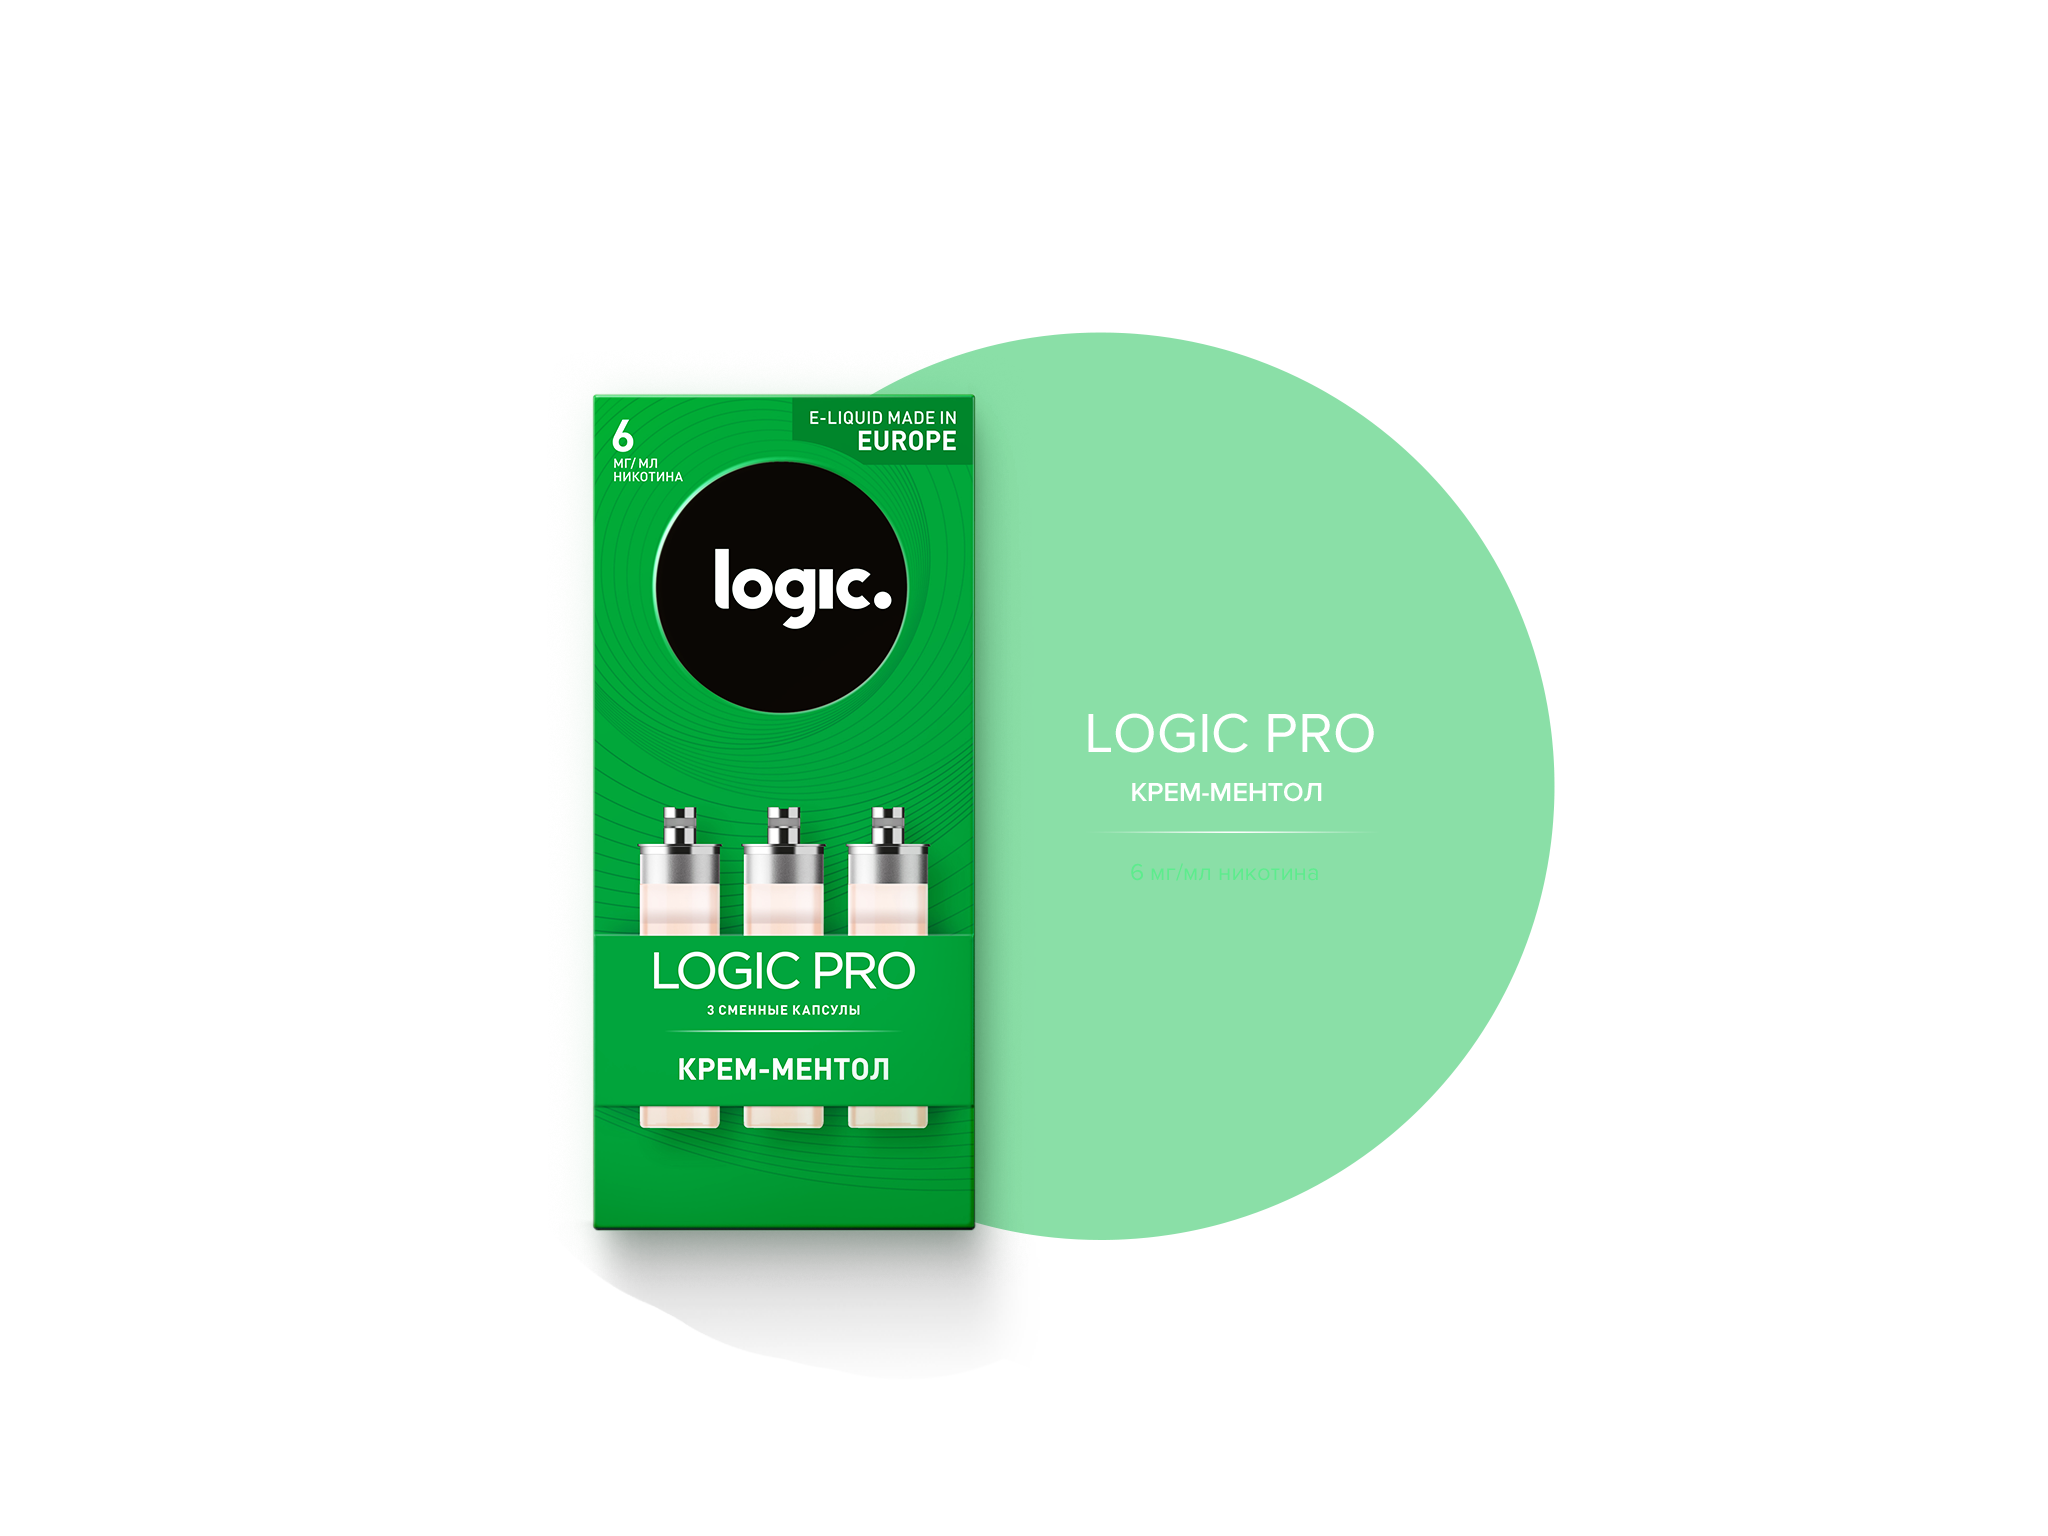 6
МГ/МЛ
НИКОТИНА
E-LIQUID MADE IN
EUROPE
logic.
LOGIC PRO
3 СМЕННЫЕ КАПСУЛЫ
КРЕМ-МЕНТОЛ
LOGIC PRO
КРЕМ-МЕНТОЛ
6 мг/мл никотина